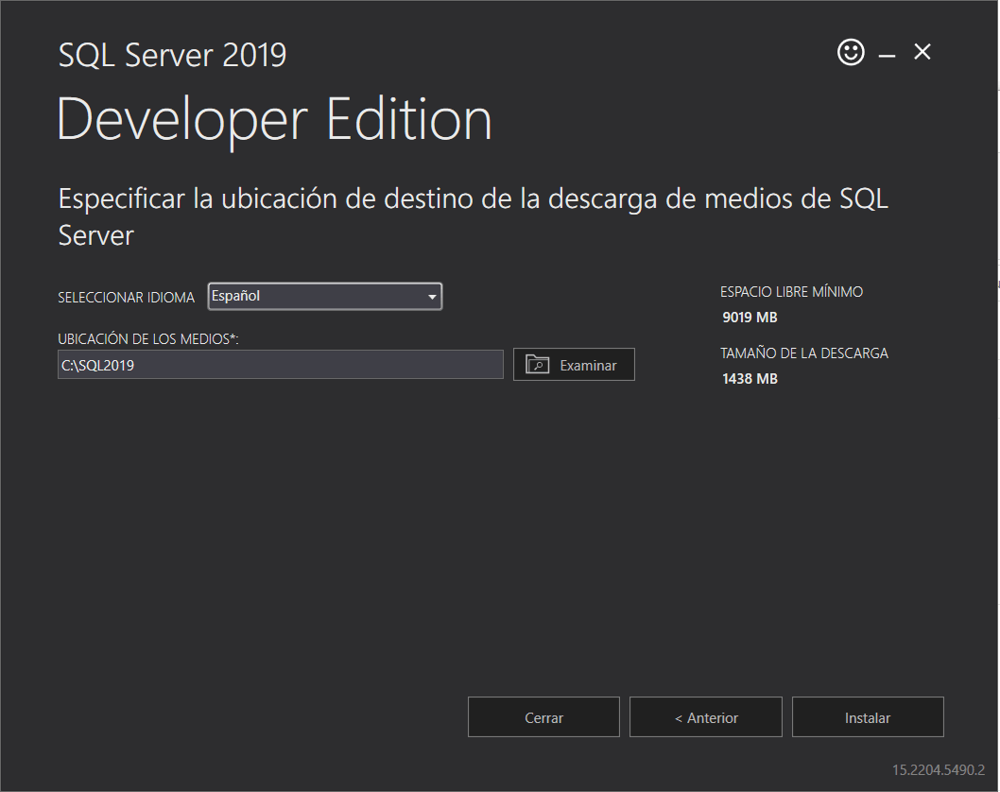 SQL Server 2019
Developer Edition
Especificar la ubicación de destino de la descarga de medios de SQL
Server
SELECCIONAR IDIOMA Español
ESPACIO LIBRE MÍNIMO
9019 MB
UBICACIÓN DE LOS MEDIOS*:
C:\SQL2019 Examinar
TAMAÑO DE LA DESCARGA
1438 MB
Cerrar < Anterior Instalar
15.2204.5490.2